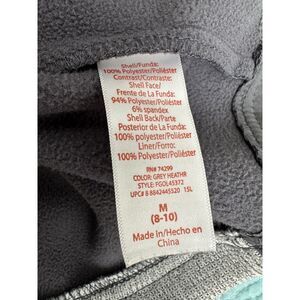 Shell/Funda:
100% Polyester/Poliéster
Contrast/Contraste:
Shell Face/
Frente de La Funda:
94% Polyester/Poliéster
6% spandex
Shell Back/Parte
Posterior de La Funda:
100% polyester/Poliéster
Liner/Forro:
100% Polyester/Poliéster
RN# 74299
COLOR: GREY HEATHR
STYLE: FGOL45372
UPC# 8 8842445520 1SL
M
(8-10)
Made In/Hecho en
China